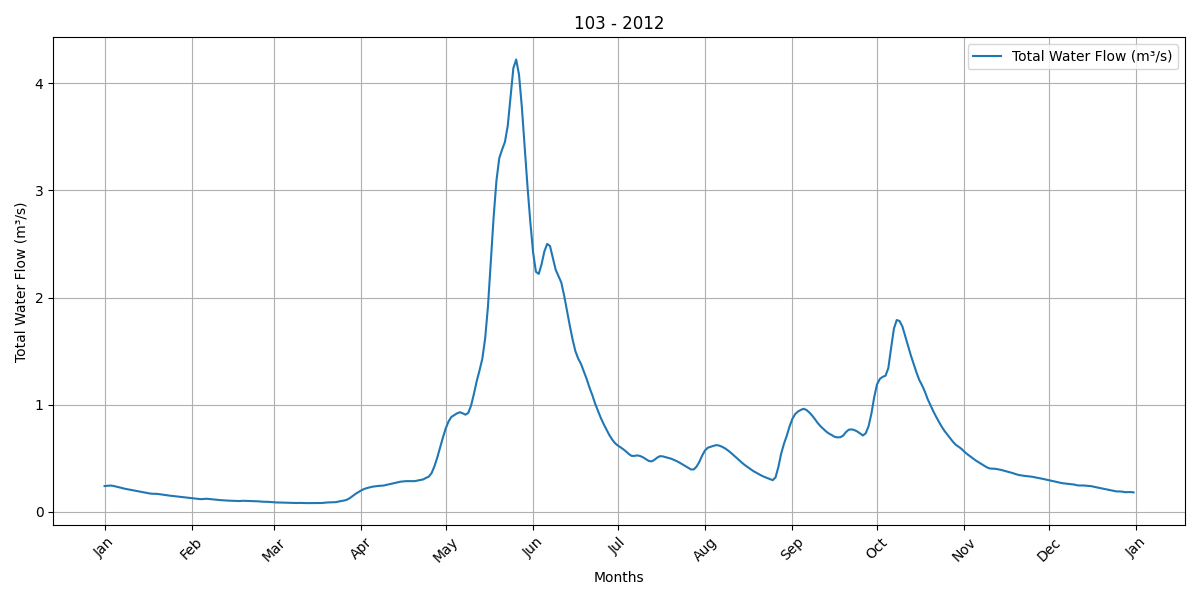 103 - 2012
Total Water Flow (m³/s)
Total Water Flow (m³/s)
4
3
2
1
0
Jan Feb Mar Apr May Jun Jul Aug Sep Oct Nov Dec Jan
Months